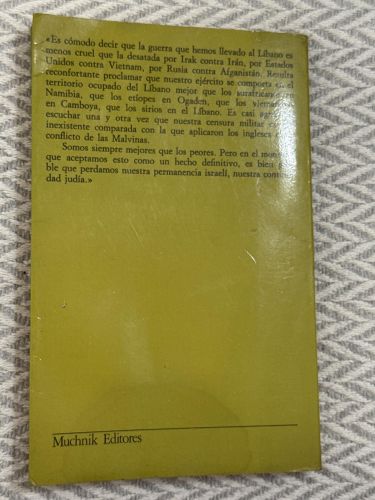 «Es cómodo decir que la guerra que hemos llevado al Líbano es
menos cruel que la desatada por Irak contra Irán, por Estados
Unidos contra Vietnam, por Rusia contra Afganistán. Resulta
reconfortante proclamar que nuestro ejército se comporta en el
territorio ocupado del Líbano mejor que los surafricanos en
Namibia, que los etíopes en Ogaden, que los vietnamitas
en Camboya, que los sirios en el Líbano. Es casi
escuchar una y otra vez que nuestra censura militar
inexistente comparada con la que aplicaron los ingleses
conflicto de las Malvinas.
Somos siempre mejores que los peores. Pero en el
que aceptamos esto como un hecho definitivo, es bien
ble que perdamos nuestra permanencia israelí, nuestra
dad judía.»
Muchnik Editores